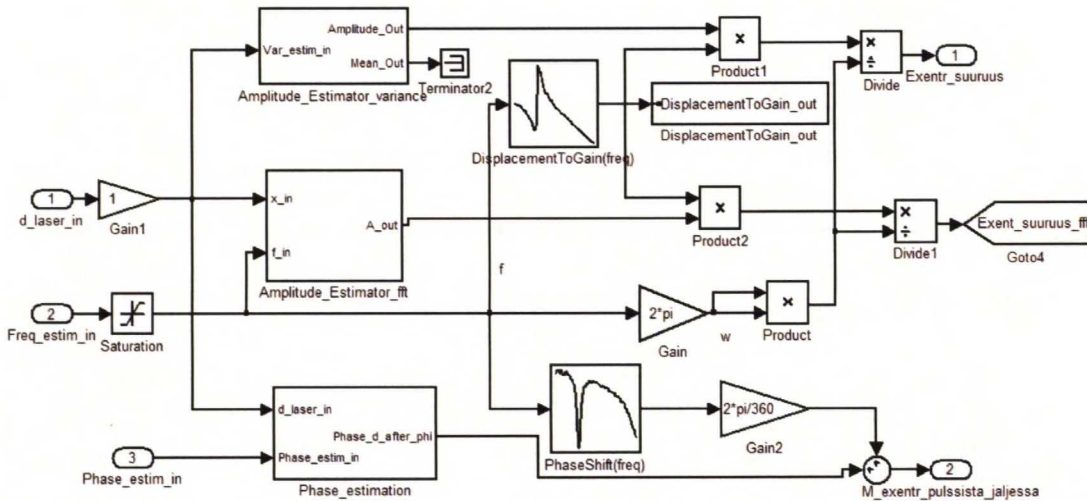 Var_estim_in
Amplitude_Out
Mean_Out
Amplitude_Estimator_variance
Terminator2
×
Product1
×
÷
Divide
1
Exentr_suuruus
DisplacementToGain(freq)
DisplacementToGain_out
DisplacementToGain_out
1
d_laser_in
1
Gain1
x_in
f_in
A_out
Amplitude_Estimator_fft
×
Product2
×
÷
Divide1
Exent_suuruus_fft
Goto4
f
2
Freq_estim_in
Saturation
2*pi
Gain
w
×
Product
d_laser_in
Phase_estim_in
Phase_d_after_phi
Phase_estimation
3
Phase_estim_in
PhaseShift(freq)
2*pi/360
Gain2
2
M_exentr_pulssista_jaljessa